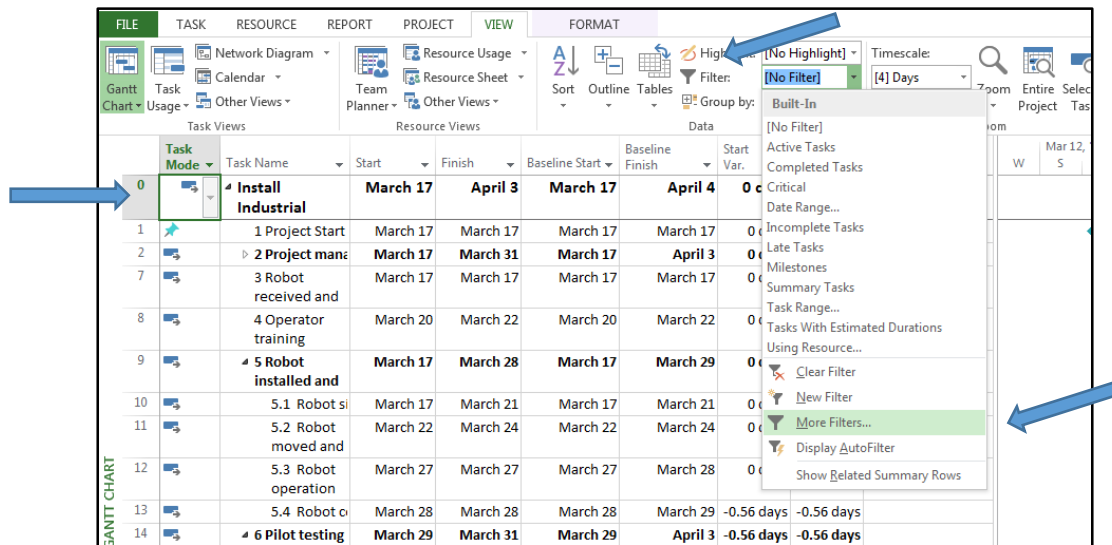 FILE TASK RESOURCE REPORT PROJECT VIEW FORMAT
Network Diagram
Calendar
Other Views
Gantt Chart
Task Usage
Task Views
Team Planner
Resource Usage
Resource Sheet
Other Views
Resource Views
Sort
Outline
Tables
[No Highlight]
Filter: [No Filter]
Group by:
Data
Timescale:
[4] Days
Entire Project
Built-In
[No Filter]
Active Tasks
Completed Tasks
Critical
Date Range...
Incomplete Tasks
Late Tasks
Milestones
Summary Tasks
Task Range...
Tasks With Estimated Durations
Using Resource...
Clear Filter
New Filter
More Filters...
Display AutoFilter
Show Related Summary Rows
Task Mode Task Name Start Finish Baseline Start Baseline Finish Start Var.
0 Install Industrial March 17 April 3 March 17 April 4 0
1 1 Project Start March 17 March 17 March 17 March 17 0
2 2 Project March 17 March 31 March 17 April 3 0
7 3 Robot received and March 17 March 17 March 17 March 17 0
8 4 Operator training March 20 March 22 March 20 March 22 0
9 5 Robot installed and March 17 March 28 March 17 March 29 0
10 5.1 Robot March 17 March 21 March 17 March 21 0
11 5.2 Robot moved and March 22 March 24 March 22 March 24 0
12 5.3 Robot operation March 27 March 27 March 27 March 28 0
13 5.4 Robot March 28 March 28 March 28 March 29 -0.56 days -0.56 days
14 6 Pilot testing March 29 March 31 March 29 April 3 -0.56 days -0.56 days
Mar 12,
W S
GANTT CHART